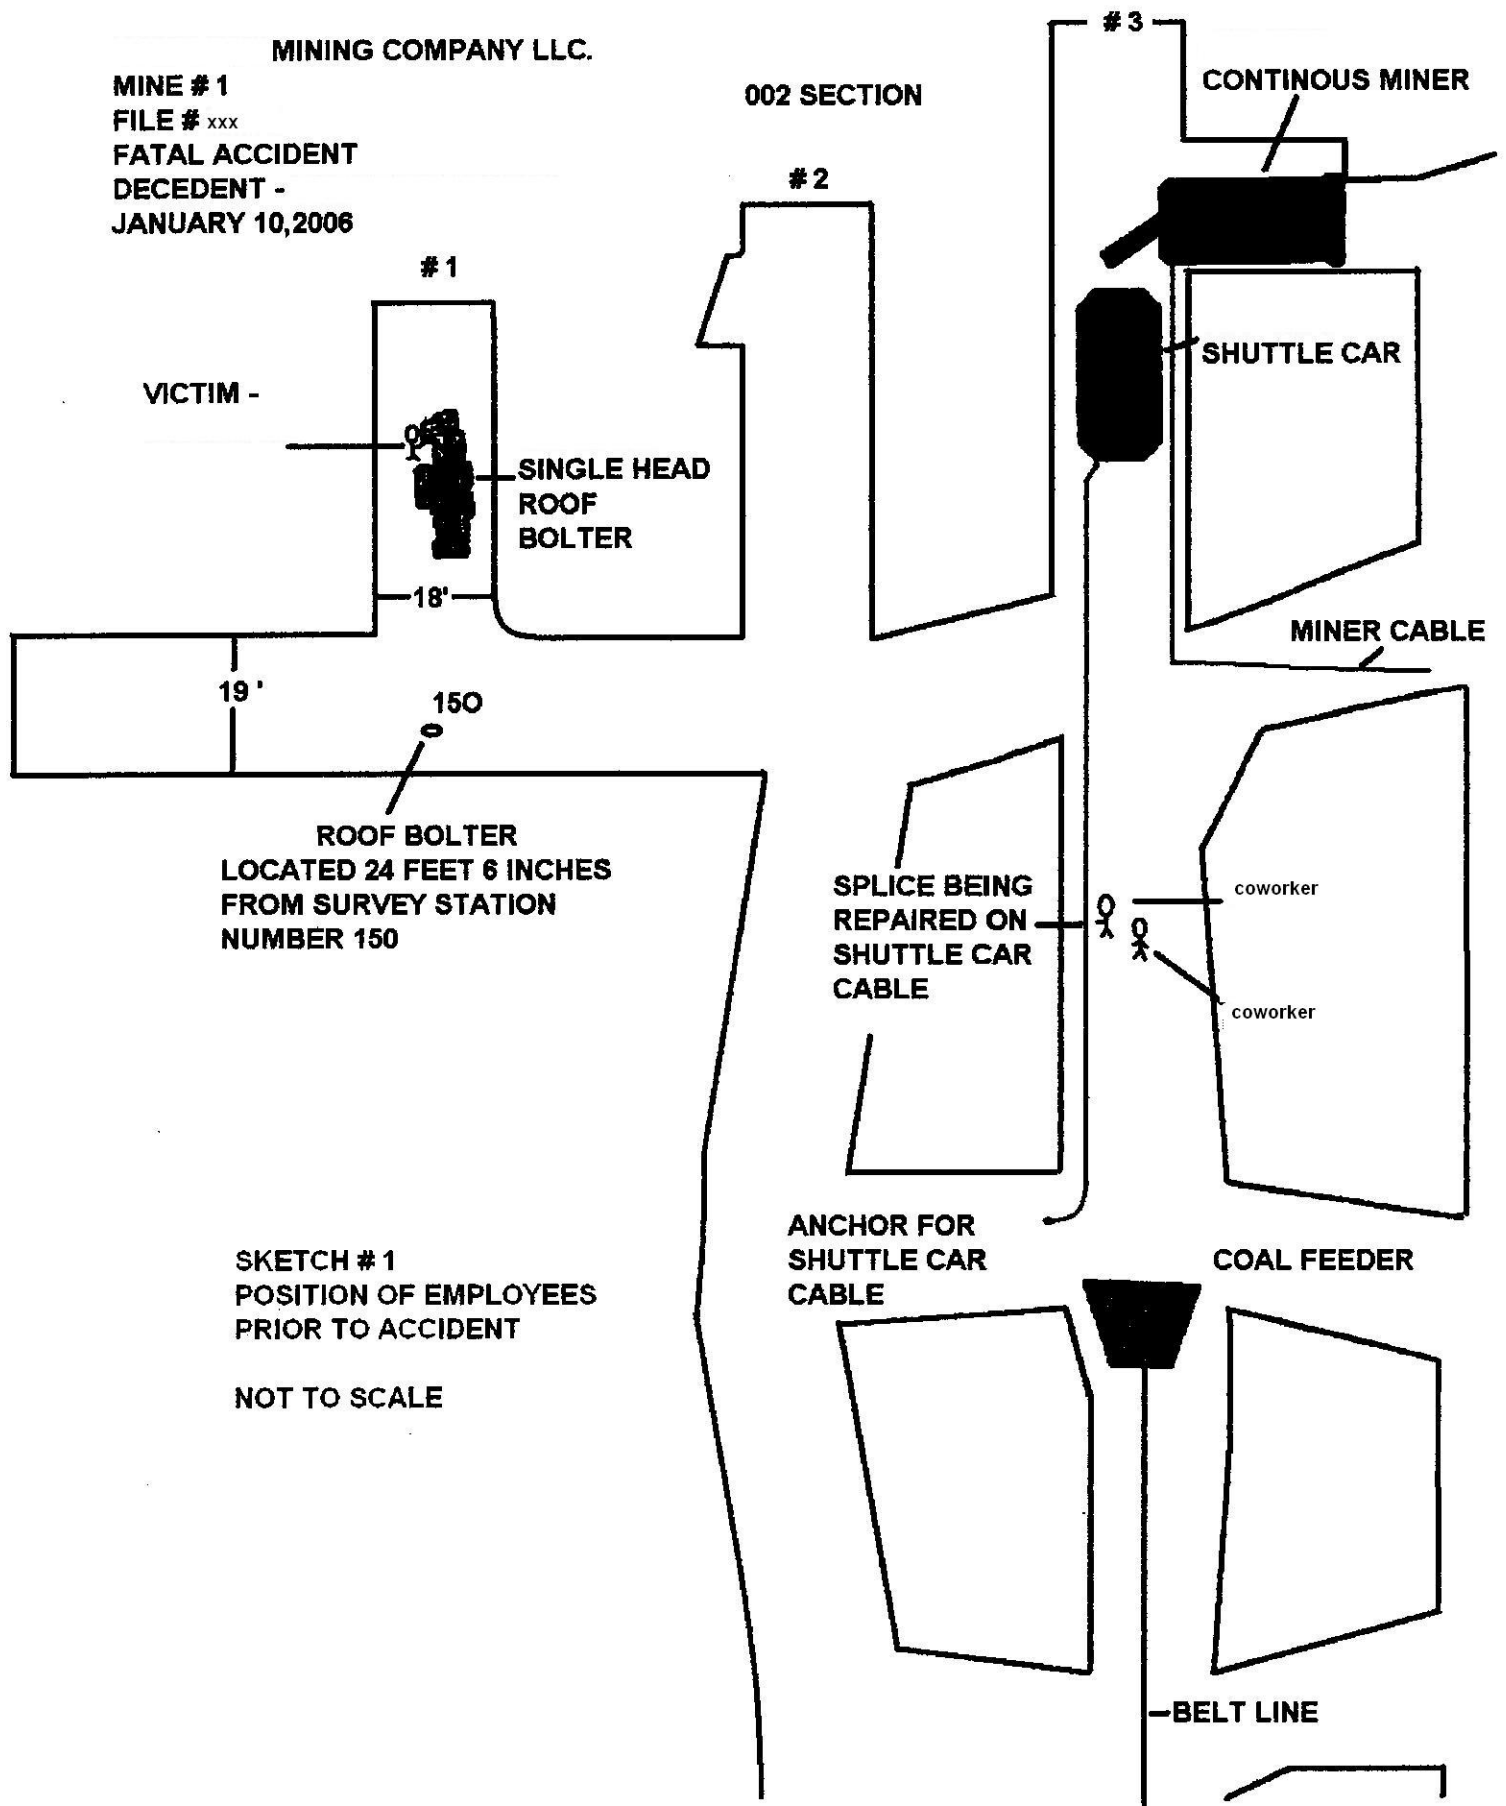 MINING COMPANY LLC.
MINE # 1
FILE # xxx
FATAL ACCIDENT
DECEDENT -
JANUARY 10,2006
002 SECTION
# 3
CONTINOUS MINER
# 2
# 1
SHUTTLE CAR
VICTIM -
SINGLE HEAD
ROOF
BOLTER
18'
MINER CABLE
19 '
150
ROOF BOLTER
LOCATED 24 FEET 6 INCHES
FROM SURVEY STATION
NUMBER 150
SPLICE BEING
REPAIRED ON
SHUTTLE CAR
CABLE
coworker
coworker
ANCHOR FOR
SHUTTLE CAR
CABLE
COAL FEEDER
SKETCH # 1
POSITION OF EMPLOYEES
PRIOR TO ACCIDENT
NOT TO SCALE
BELT LINE